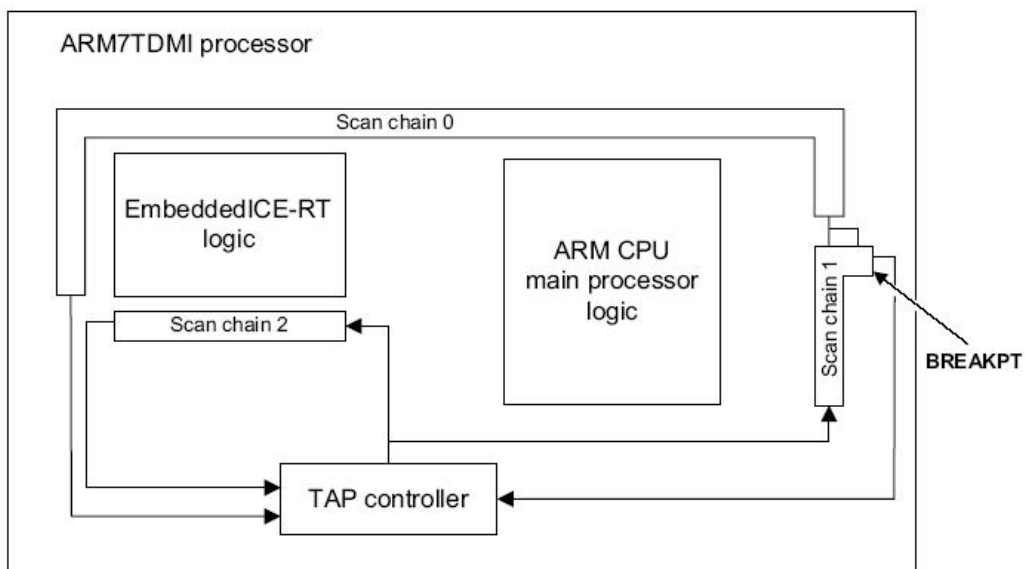 ARM7TDMI processor
Scan chain 0
EmbeddedICE-RT
logic
ARM CPU
main processor
logic
Scan chain 1
Scan chain 2
BREAKPT
TAP controller